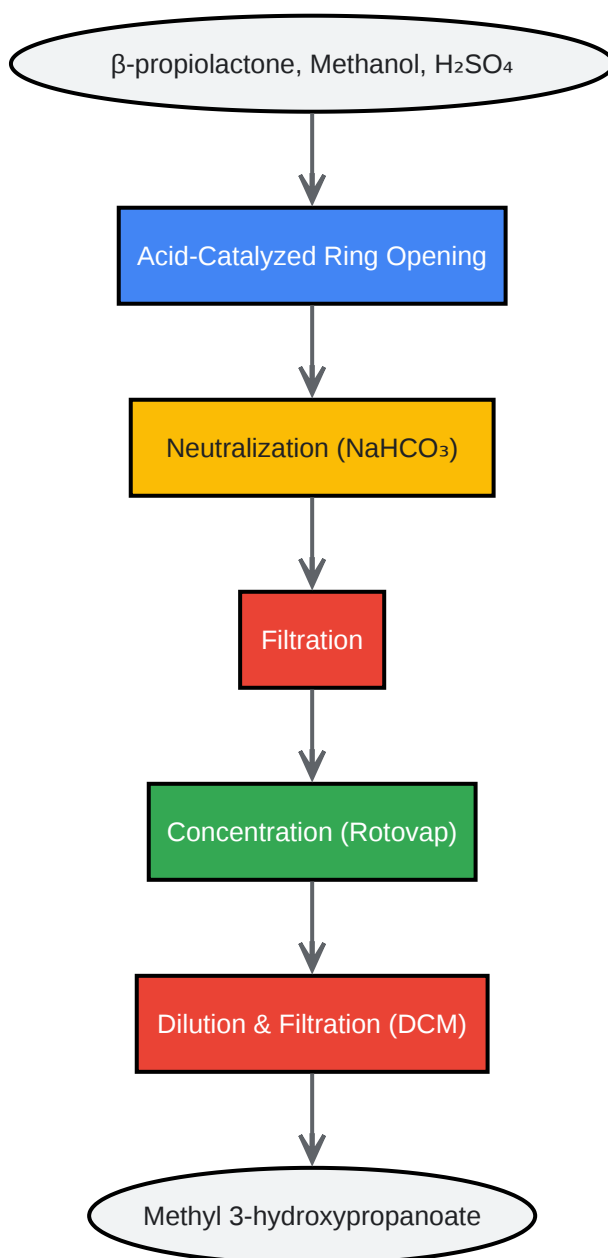 β-propiolactone, Methanol, H₂SO₄
Acid-Catalyzed Ring Opening
Neutralization (NaHCO₃)
Filtration
Concentration (Rotovap)
Dilution & Filtration (DCM)
Methyl 3-hydroxypropanoate